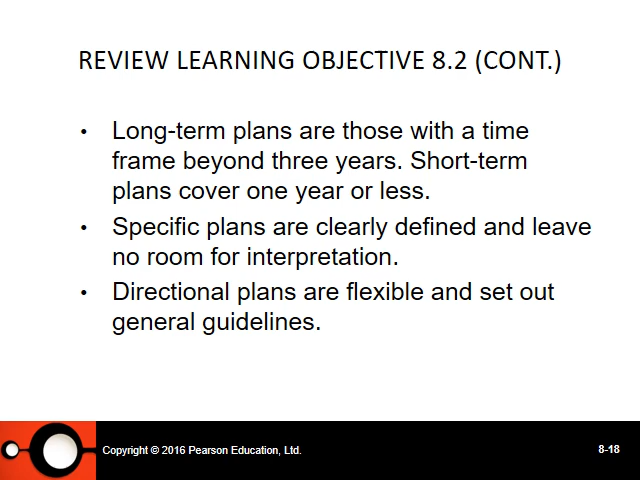 REVIEW LEARNING OBJECTIVE 8.2 (CONT.)
• Long-term plans are those with a time
frame beyond three years. Short-term
plans cover one year or less.
• Specific plans are clearly defined and leave
no room for interpretation.
• Directional plans are flexible and set out
general guidelines.
Copyright © 2016 Pearson Education, Ltd.
8-18